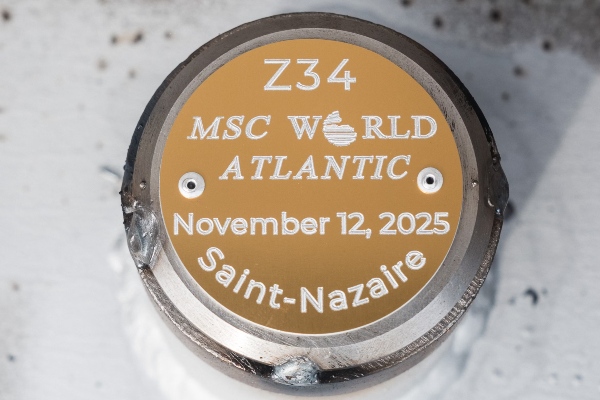 Z34
MSC WORLD
ATLANTIC
November 12, 2025
Saint-Nazaire